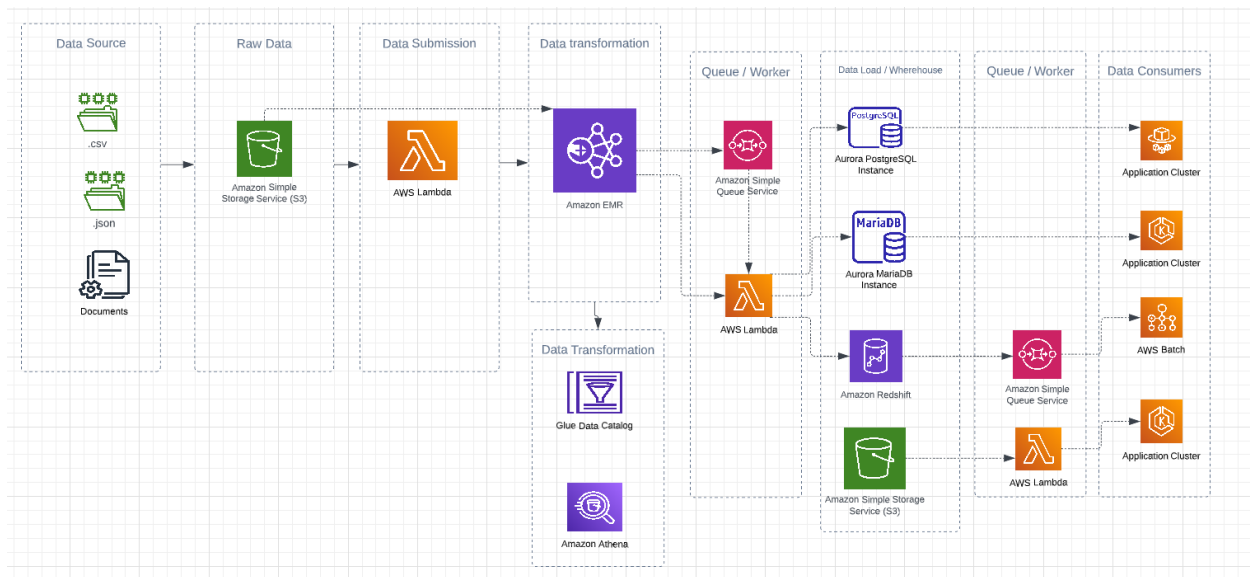 Data Source
.csv
.json
Documents
Raw Data
Amazon Simple
Storage Service (S3)
Data Submission
AWS Lambda
Data transformation
Amazon EMR
Data Transformation
Glue Data Catalog
Amazon Athena
Queue / Worker
Amazon Simple
Queue Service
AWS Lambda
Data Load / Wherehouse
PostgreSQL
Aurora PostgreSQL
Instance
MariaDB
Aurora MariaDB
Instance
Amazon Redshift
Amazon Simple Storage
Service (S3)
Queue / Worker
Amazon Simple
Queue Service
AWS Lambda
Data Consumers
Application Cluster
K
Application Cluster
AWS Batch
K
Application Cluster